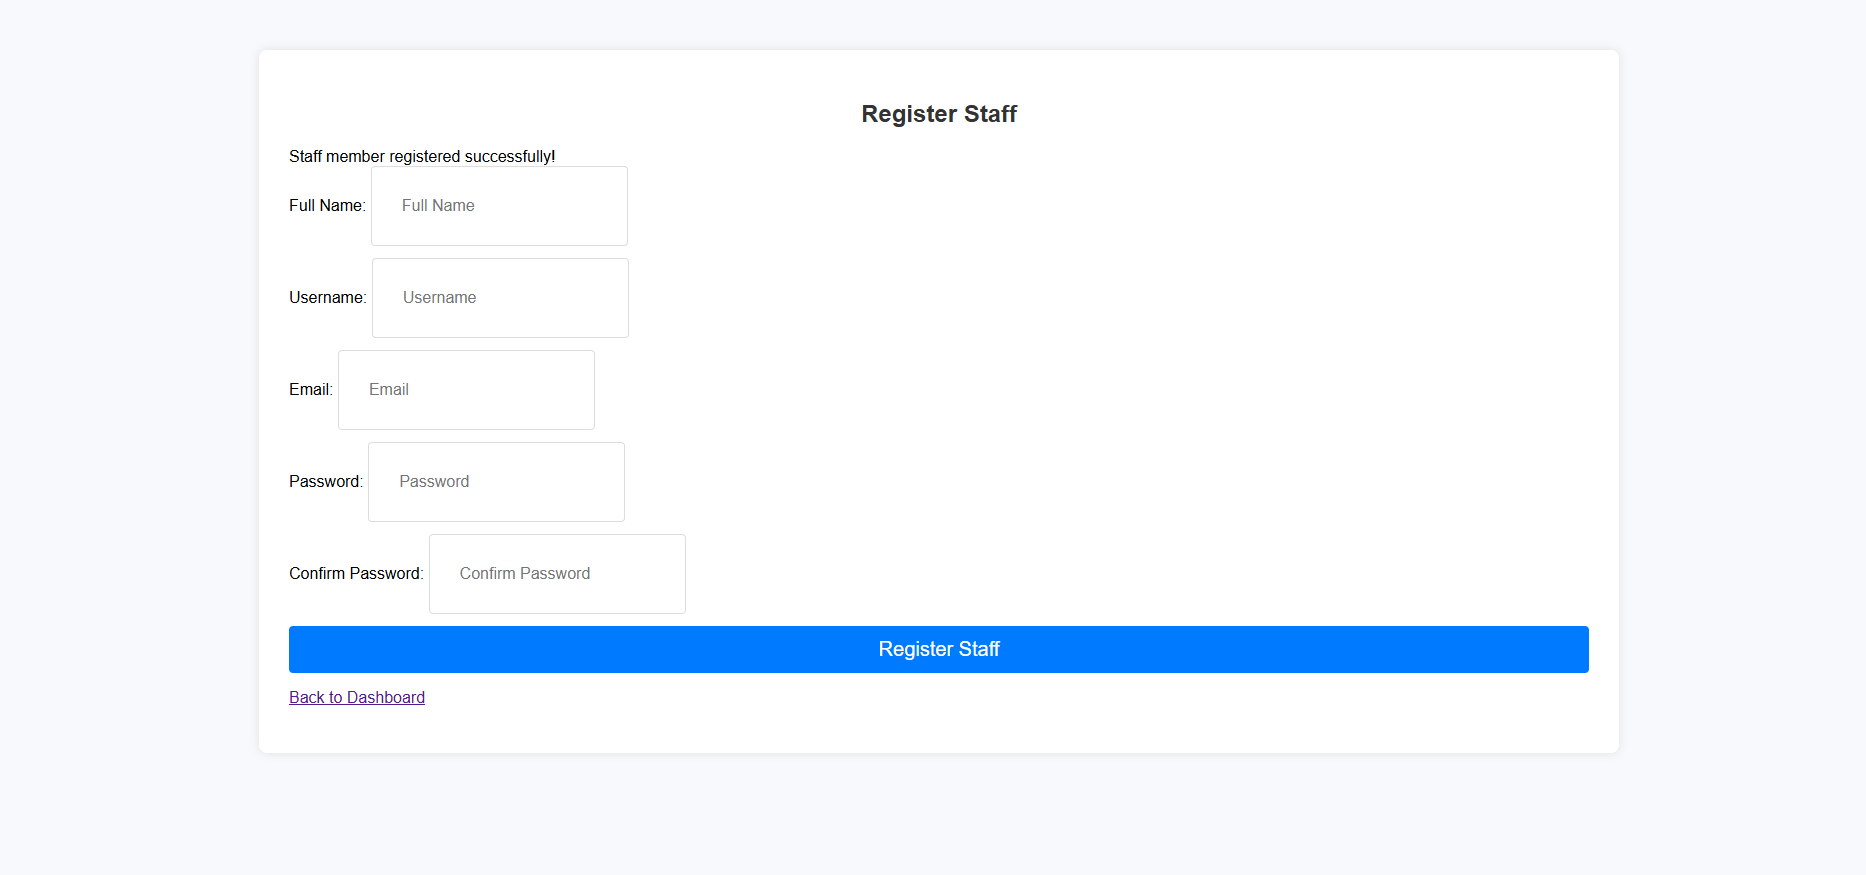 Register Staff
Staff member registered successfully!
Full Name: Full Name
Username: Username
Email: Email
Password: Password
Confirm Password: Confirm Password
Register Staff
Back to Dashboard